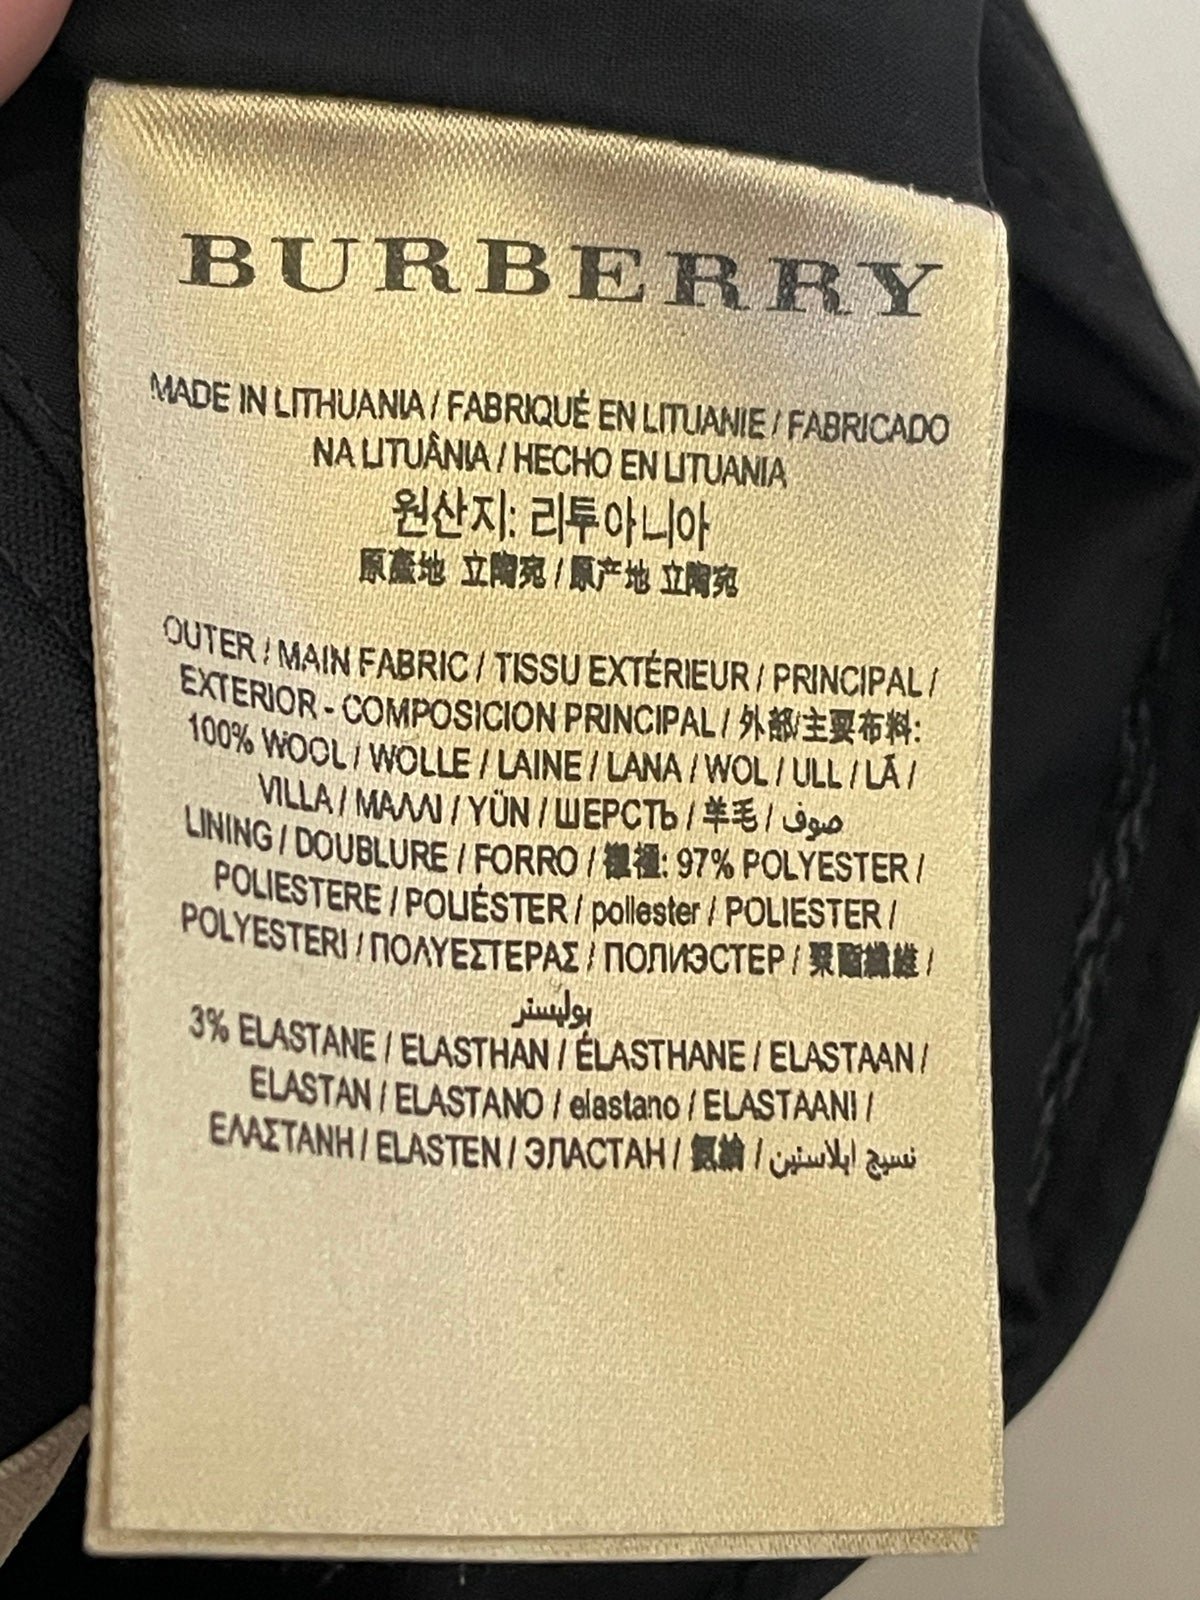 BURBERRY
MADE IN LITHUANIA / FABRIQUÉ EN LITUANIE / FABRICADO
NA LITUÂNIA / HECHO EN LITUANIA
원산지: 리투아니아
原產地 立陶宛 / 原产地 立陶宛
OUTER / MAIN FABRIC / TISSU EXTÉRIEUR / PRINCIPAL /
EXTERIOR - COMPOSICION PRINCIPAL / 外部/主要布料:
100% WOOL / WOLLE / LAINE / LANA / WOL / ULL / LÃ /
VILLA / ΜΑΛΛΙ / YÜN / ШЕРСТЬ / 羊毛 / صوف
LINING / DOUBLURE / FORRO / 襯裡: 97% POLYESTER /
POLIESTERE / POLIÉSTER / poliester / POLIESTER /
POLYESTERI / ΠΟΛΥΕΣΤΕΡΑΣ / ПОЛИЭСТЕР / 聚酯纖維 /
بوليستر
3% ELASTANE / ELASTHAN / ÉLASTHANE / ELASTAAN /
ELASTAN / ELASTANO / elastano / ELASTAANI /
ΕΛΑΣΤΑΝΗ / ELASTEN / ЭЛАСТАН / 氨綸 / نسيج ايلاستين